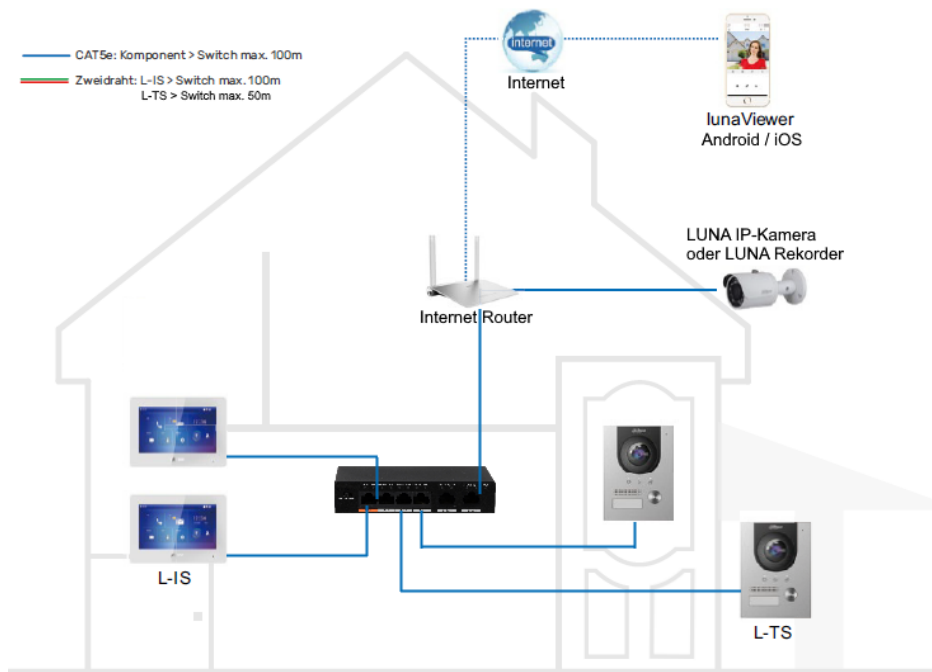 CAT5e: Komponent > Switch max. 100m
Zweidraht: L-IS > Switch max. 100m
L-TS > Switch max. 50m
internet
Internet
lunaViewer
Android / iOS
LUNA IP-Kamera
oder LUNA Rekorder
Internet Router
L-IS
L-TS